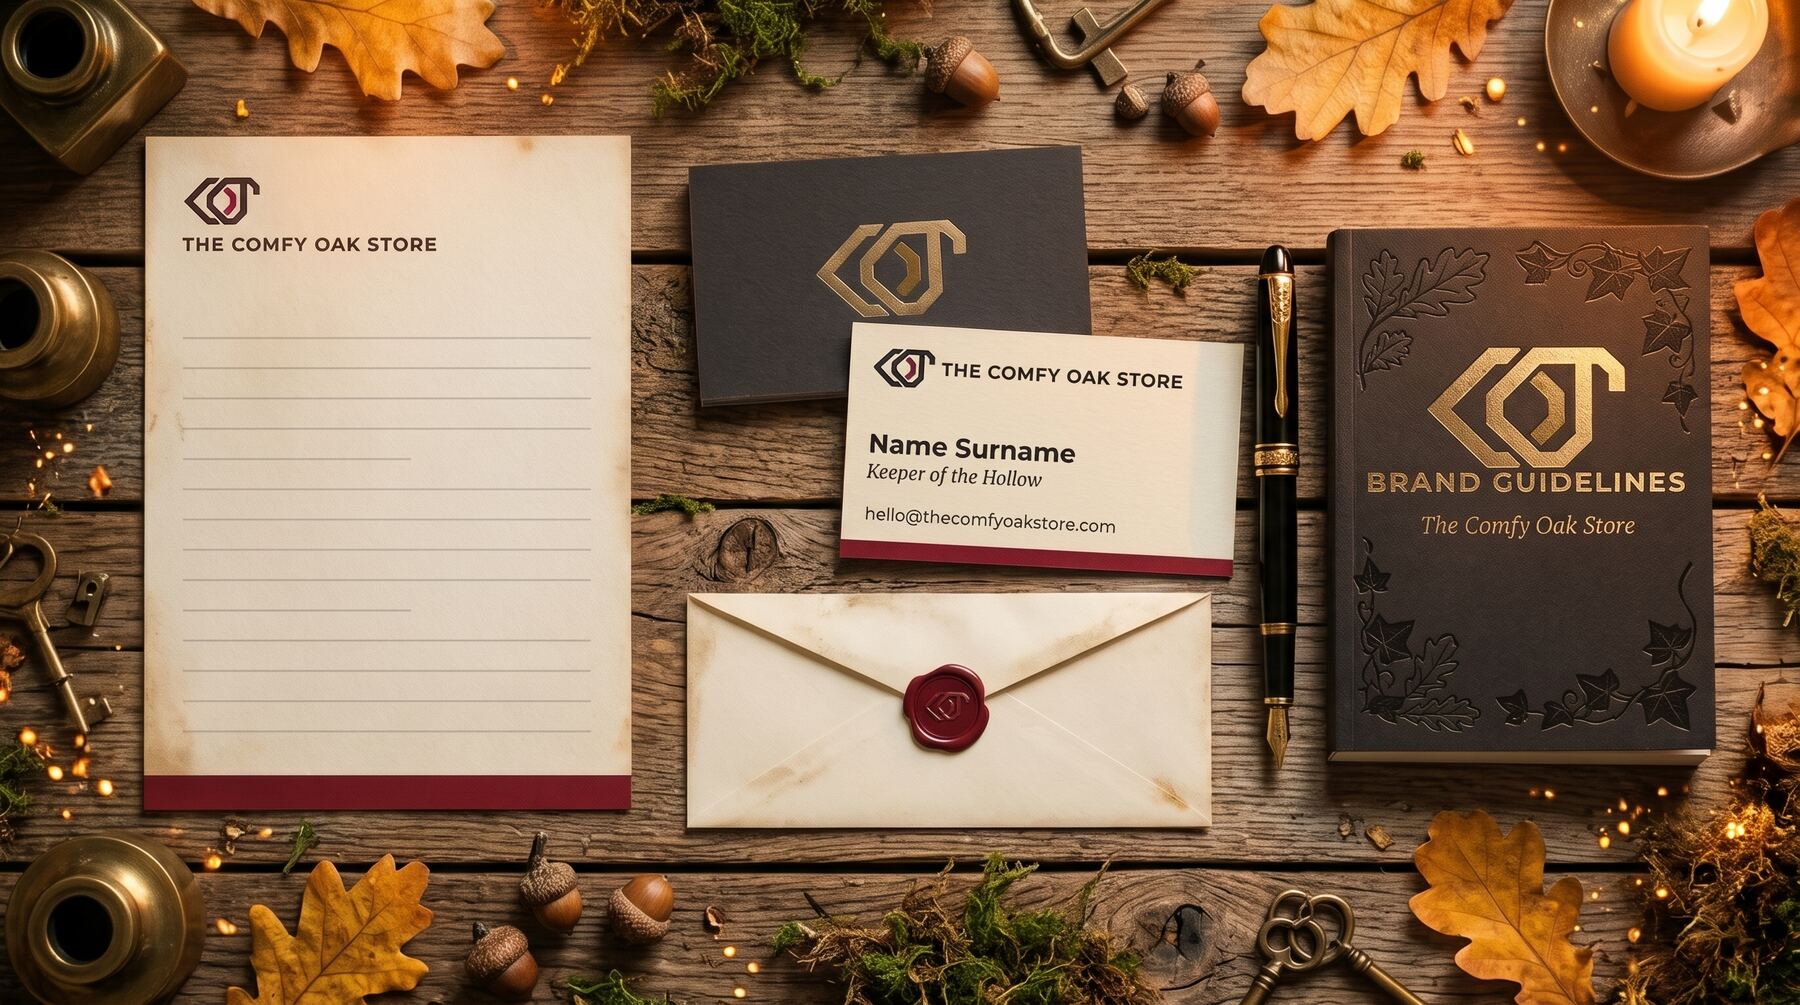 THE COMFY OAK STORE
THE COMFY OAK STORE
Name Surname
Keeper of the Hollow
hello@thecomfyoakstore.com
BRAND GUIDELINES
The Comfy Oak Store